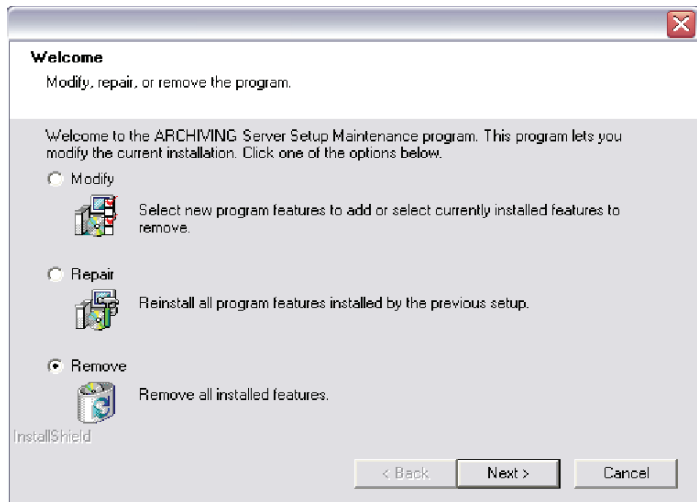 Welcome
Modify, repair, or remove the program.
Welcome to the ARCHIVING Server Setup Maintenance program. This program lets you
modify the current installation. Click one of the options below.
Modify
Select new program features to add or select currently installed features to
remove.
Repair
Reinstall all program features installed by the previous setup.
Remove
Remove all installed features.
InstallShield
< Back
Next >
Cancel